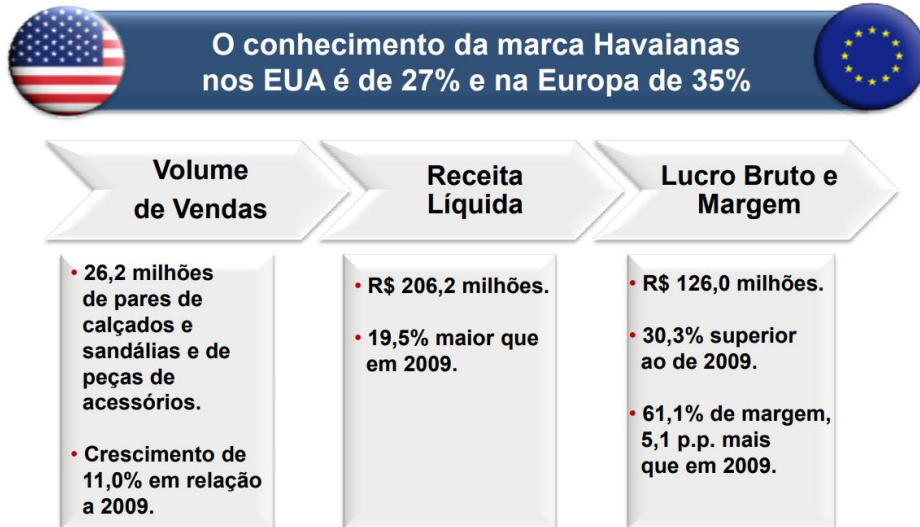 O conhecimento da marca Havaianas
nos EUA é de 27% e na Europa de 35%
Volume
de Vendas
• 26,2 milhões
de pares de
calçados e
sandálias e de
peças de
acessórios.
• Crescimento de
11,0% em relação
a 2009.
Receita
Líquida
• R$ 206,2 milhões.
• 19,5% maior que
em 2009.
Lucro Bruto e
Margem
• R$ 126,0 milhões.
• 30,3% superior
ao de 2009.
• 61,1% de margem,
5,1 p.p. mais
que em 2009.